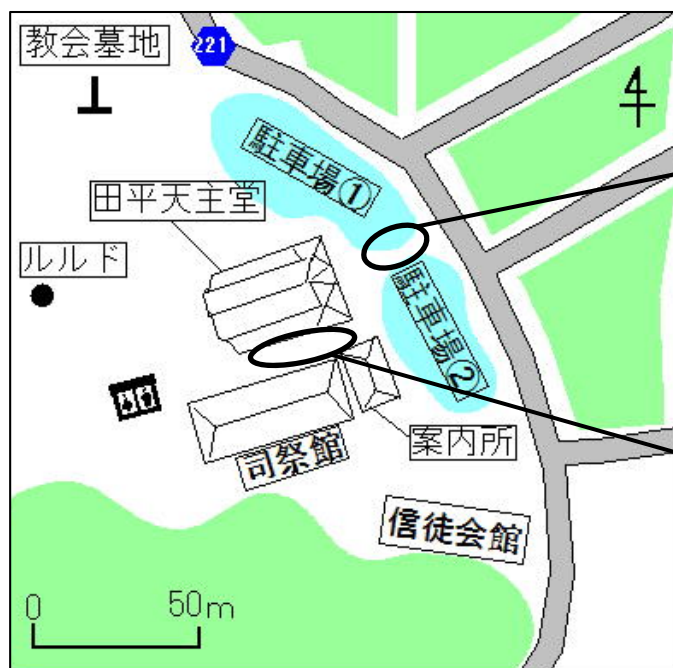 教会墓地
221
4
駐車場①
田平天主堂
ルルド
駐車場②
案内所
司祭館
信徒会館
0 50m